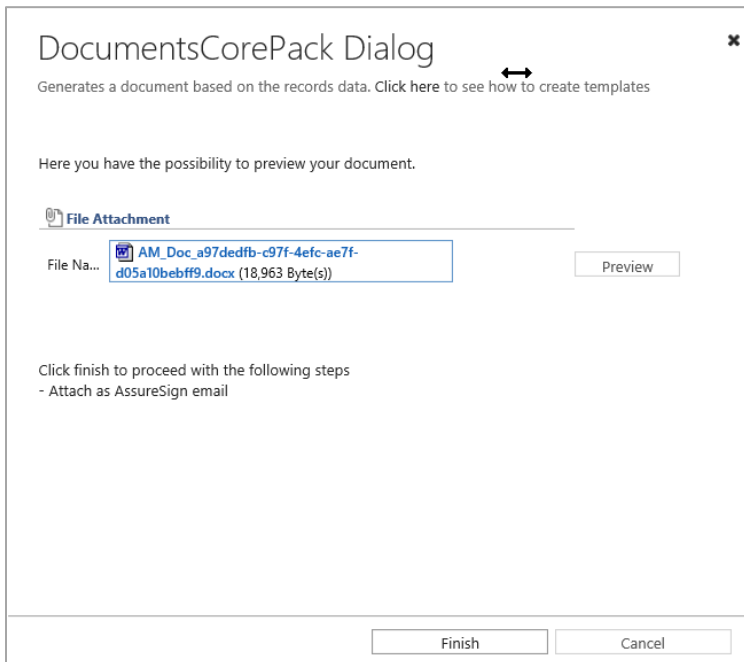 DocumentsCorePack Dialog
Generates a document based on the records data. Click here to see how to create templates
Here you have the possibility to preview your document.
File Attachment
File Na...
AM_Doc_a97dedfb-c97f-4efc-ae7f-
d05a10bebff9.docx (18,963 Byte(s))
Preview
Click finish to proceed with the following steps
- Attach as AssureSign email
Finish
Cancel